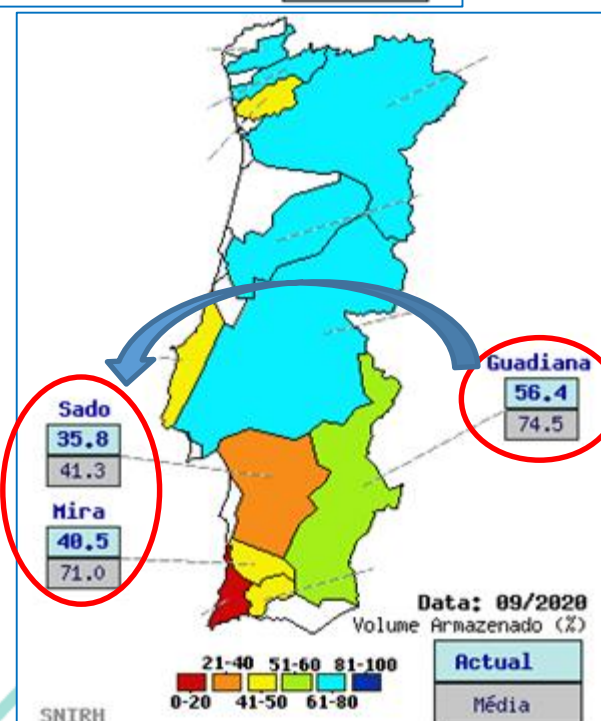 Guadiana
56.4
74.5
Sado
35.8
41.3
Mira
40.5
71.0
Data: 09/2020
Volume Armazenado (%)
21-40 51-60 81-100
0-20 41-50 61-80
Actual
Média
SNIRH